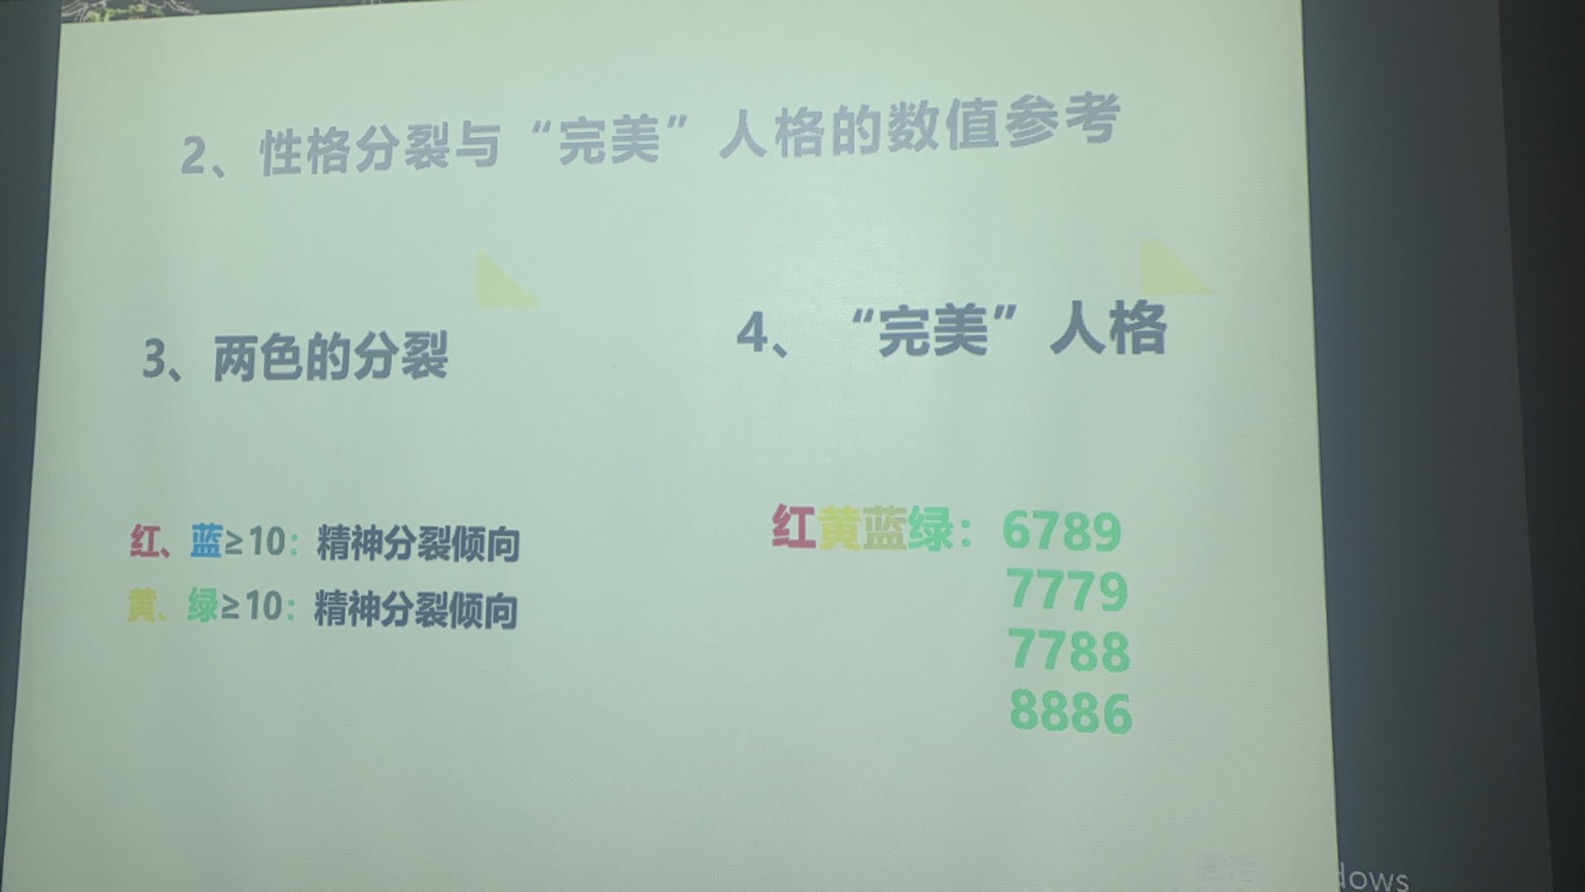 2、性格分裂与“完美”人格的数值参考
3、两色的分裂
红、蓝≥10：精神分裂倾向
黄、绿≥10：精神分裂倾向
4、“完美”人格
红黄蓝绿：6789
7779
7788
8886
dows